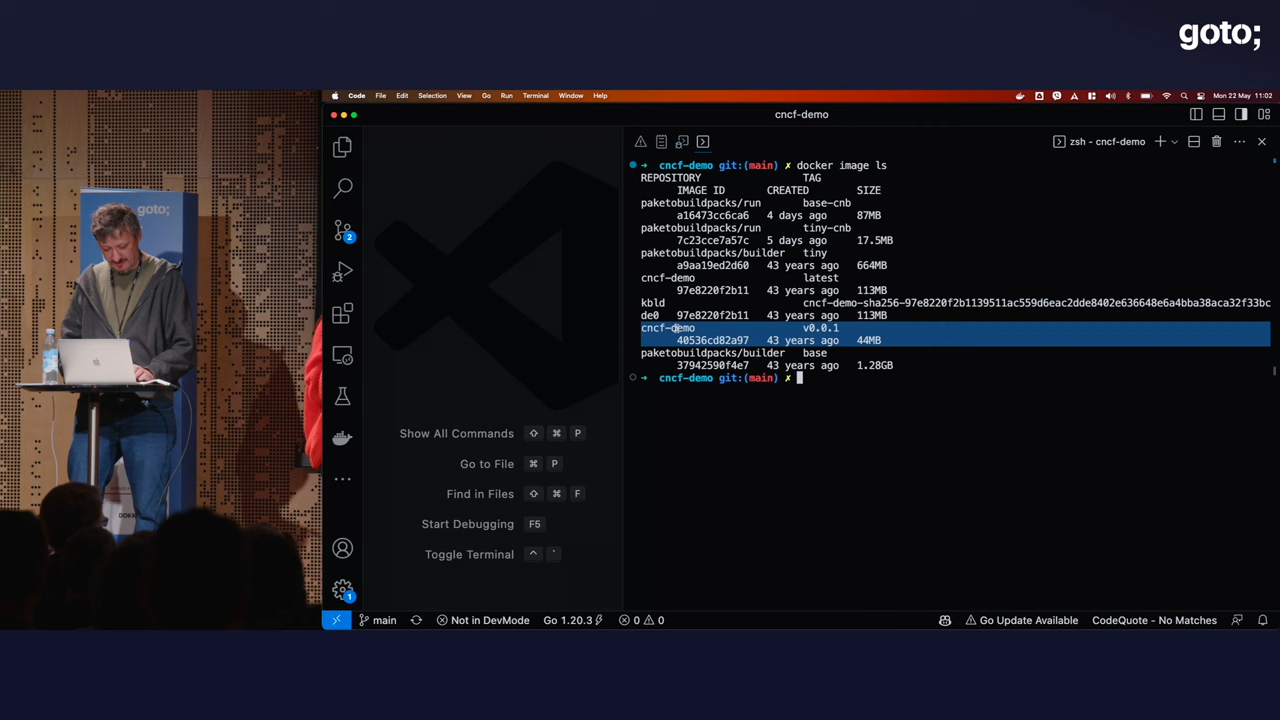 goto;
Code File Edit Selection View Go Run Terminal Window Help
Mon 22 May 11:02
cncf-demo
zsh - cncf-demo
cncf-demo git:(main) ✗ docker image ls
REPOSITORY TAG
IMAGE ID CREATED SIZE
paketobuildpacks/run base-cnb
a16473cc6ca6 4 days ago 87MB
paketobuildpacks/run tiny-cnb
7c23cce7a57c 5 days ago 17.5MB
paketobuildpacks/builder tiny
a9aa19ed2d60 43 years ago 664MB
cncf-demo latest
97e8220f2b11 43 years ago 113MB
kbld cncf-demo-sha256-97e8220f2b1139511ac559d6eac2dde8402e636648e6a4bba38aca32f33bc
de0 97e8220f2b11 43 years ago 113MB
cncf-demo v0.0.1
40536cd82a97 43 years ago 44MB
paketobuildpacks/builder base
37942590f4e7 43 years ago 1.28GB
cncf-demo git:(main) ✗
goto;
2
Show All Commands ⇧ ⌘ P
Go to File ⌘ P
Find in Files ⇧ ⌘ F
Start Debugging F5
Toggle Terminal ^ `
1
main
Not in DevMode
Go 1.20.3
0 0
Go Update Available
CodeQuote - No Matches